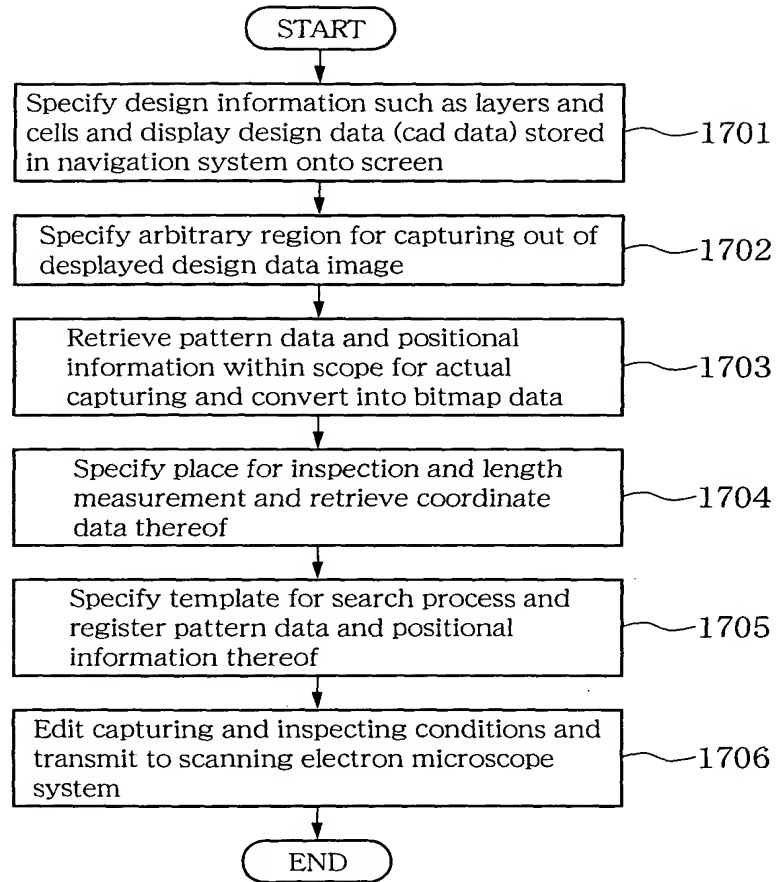 START
Specify design information such as layers and
cells and display design data (cad data) stored
in navigation system onto screen
1701
Specify arbitrary region for capturing out of
desplayed design data image
1702
Retrieve pattern data and positional
information within scope for actual
capturing and convert into bitmap data
1703
Specify place for inspection and length
measurement and retrieve coordinate
data thereof
1704
Specify template for search process and
register pattern data and positional
information thereof
1705
Edit capturing and inspecting conditions and
transmit to scanning electron microscope
system
1706
END